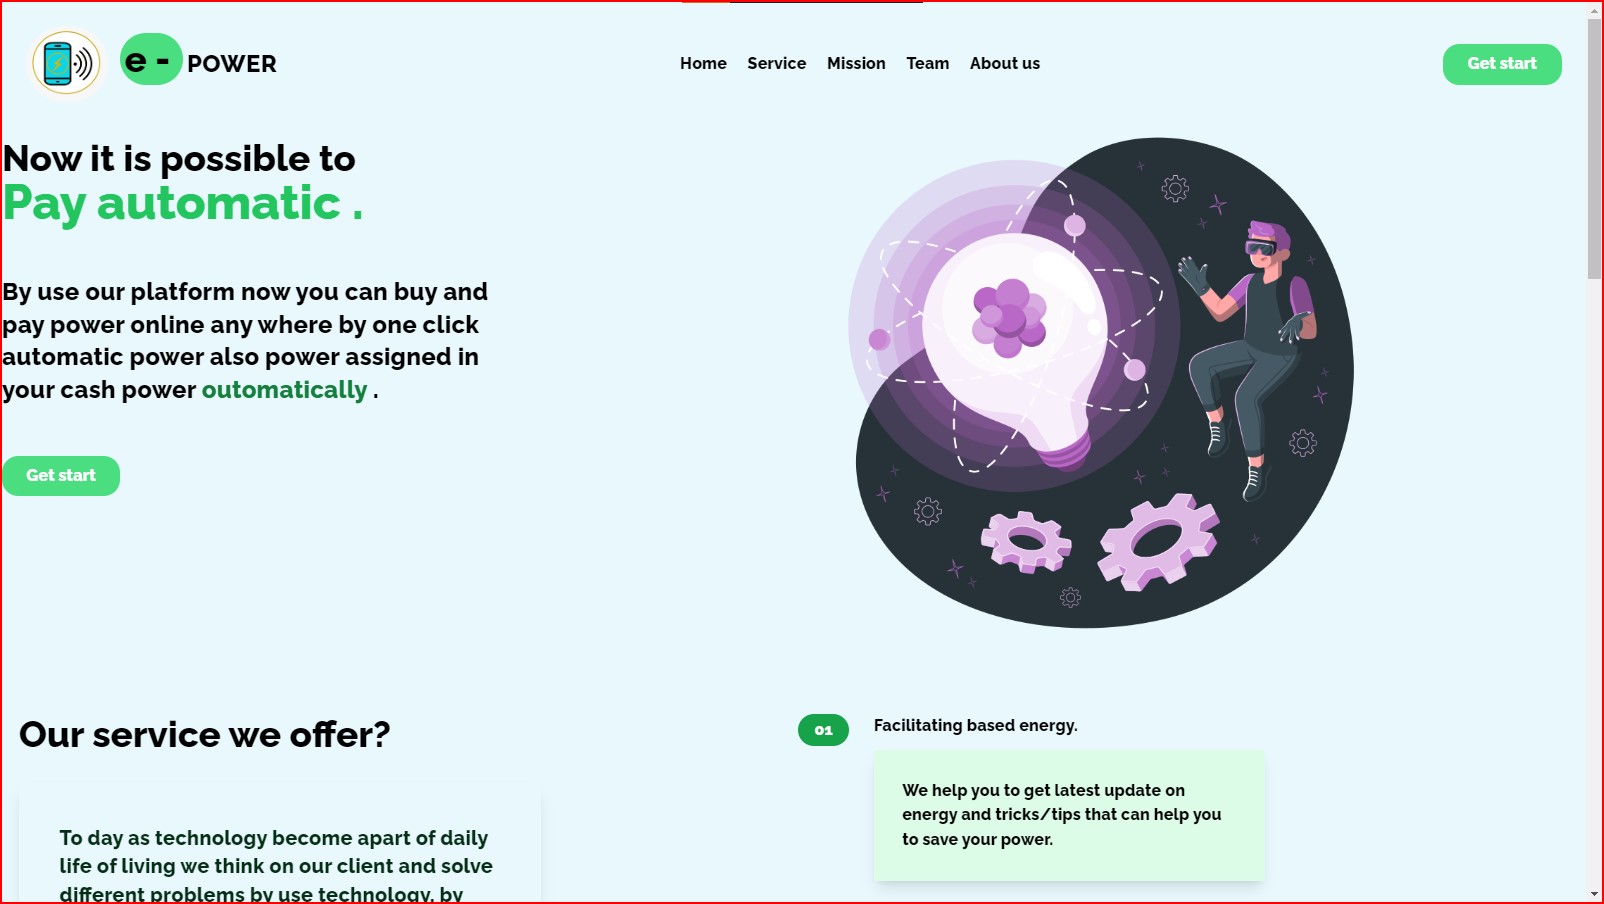 e - POWER
Home Service Mission Team About us
Get start
Now it is possible to
Pay automatic .
By use our platform now you can buy and
pay power online any where by one click
automatic power also power assigned in
your cash power outomatically .
Get start
Our service we offer?
To day as technology become apart of daily
life of living we think on our client and solve
different problems by use technology. by
01
Facilitating based energy.
We help you to get latest update on
energy and tricks/tips that can help you
to save your power.